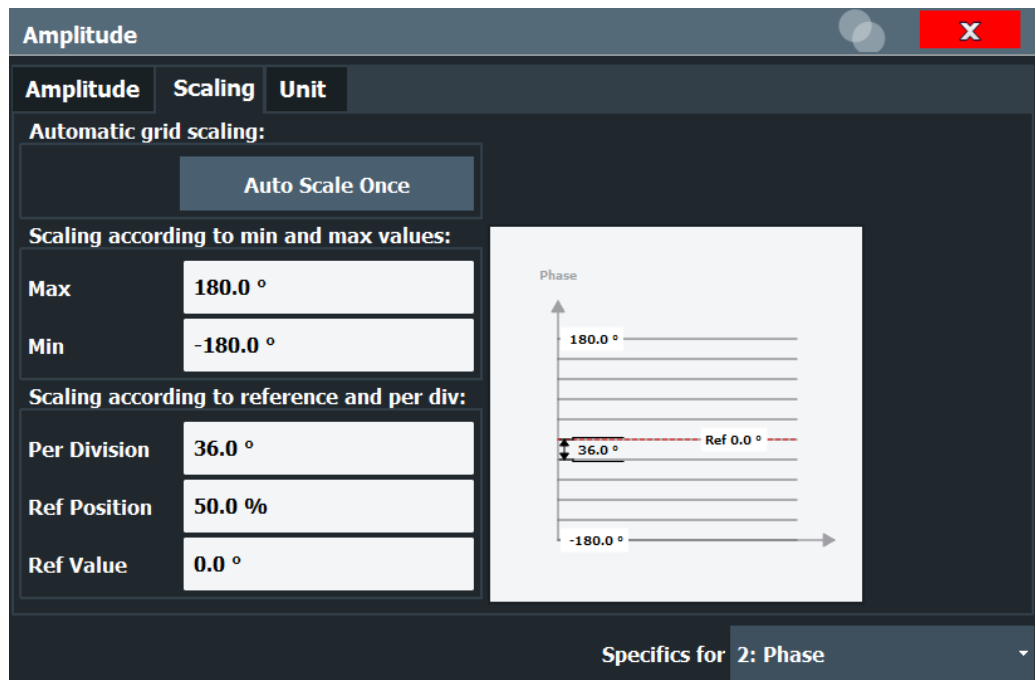 Amplitude
X
Amplitude Scaling Unit
Automatic grid scaling:
Auto Scale Once
Scaling according to min and max values:
Max 180.0 º
Min -180.0 º
Scaling according to reference and per div:
Per Division 36.0 º
Ref Position 50.0 %
Ref Value 0.0 º
Phase
180.0 º
Ref 0.0 º
36.0 º
-180.0 º
Specifics for 2: Phase